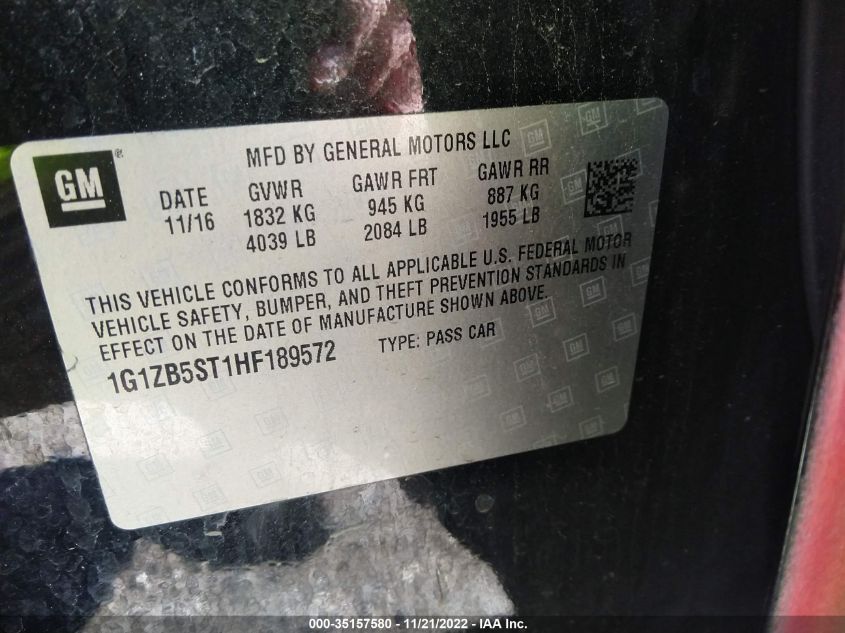 GM®
MFD BY GENERAL MOTORS LLC
DATE GVWR GAWR FRT GAWR RR
11/16 1832 KG 945 KG 887 KG
4039 LB 2084 LB 1955 LB
THIS VEHICLE CONFORMS TO ALL APPLICABLE U.S. FEDERAL MOTOR
VEHICLE SAFETY, BUMPER, AND THEFT PREVENTION STANDARDS IN
EFFECT ON THE DATE OF MANUFACTURE SHOWN ABOVE.
1G1ZB5ST1HF189572 TYPE: PASS CAR
000-35157580 - 11/21/2022 - IAA Inc.